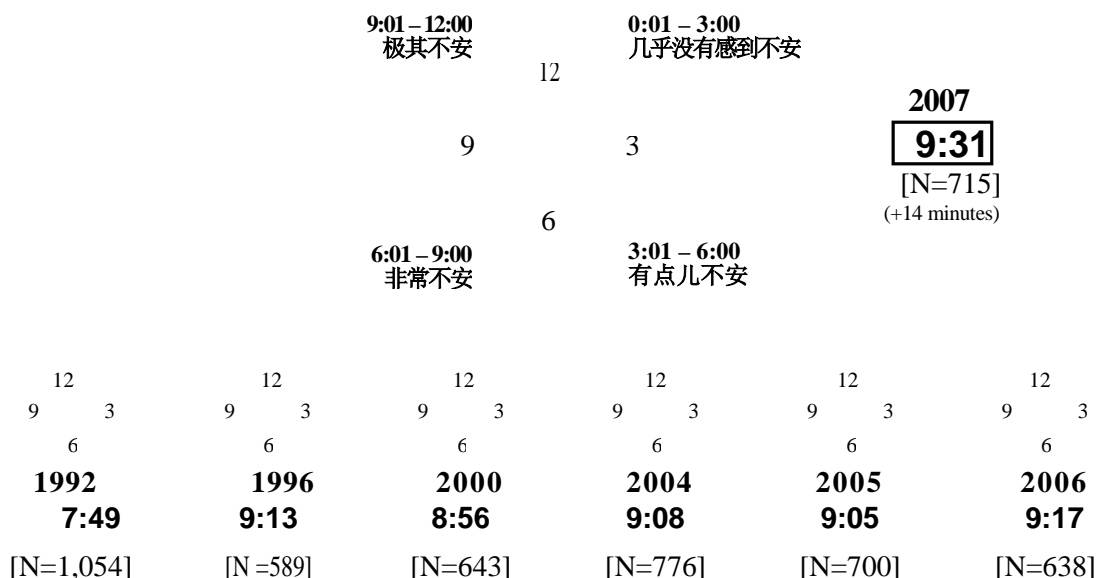 9:01 – 12:00
极其不安
0:01 – 3:00
几乎没有感到不安
12
2007
9
3
9:31
[N=715]
(+14 minutes)
6
6:01 – 9:00
非常不安
3:01 – 6:00
有点儿不安
12 12 12 12 12 12
9 3 9 3 9 3 9 3 9 3 9 3
6 6 6 6 6 6
1992 1996 2000 2004 2005 2006
7:49 9:13 8:56 9:08 9:05 9:17
[N=1,054] [N =589] [N=643] [N=776] [N=700] [N=638]